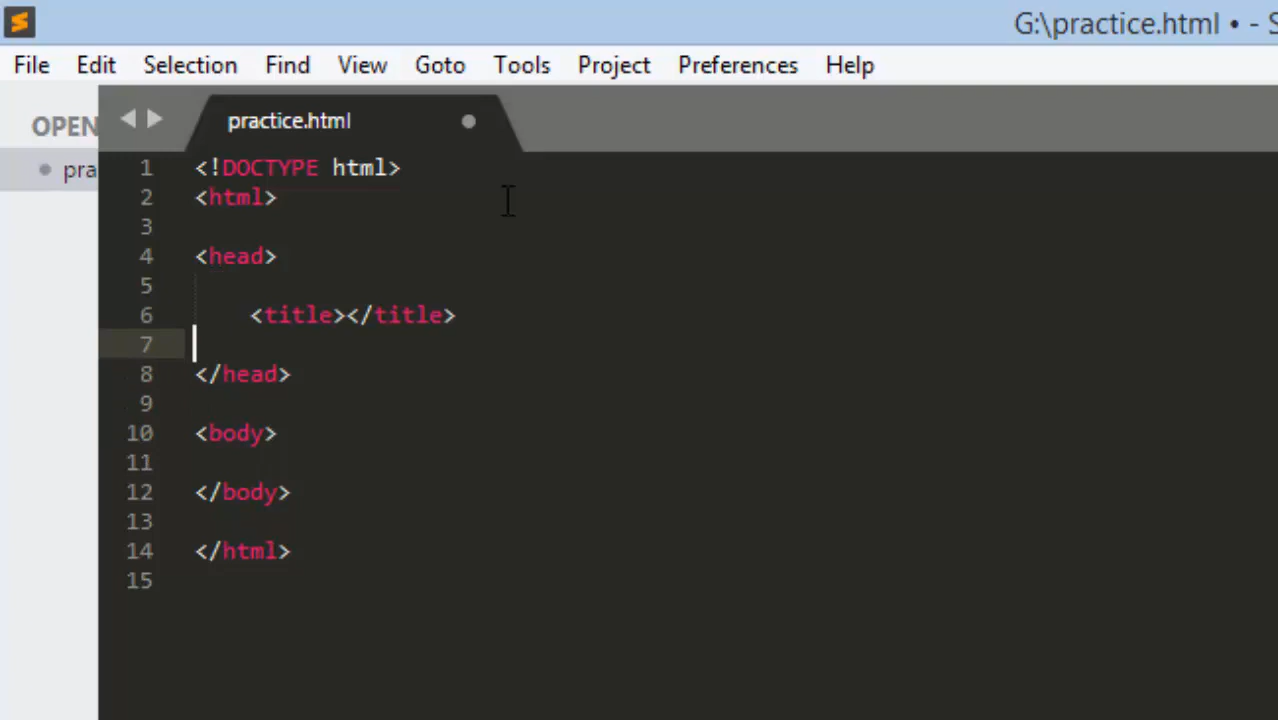 G:\practice.html • - S
File Edit Selection Find View Goto Tools Project Preferences Help
OPEN
practice.html
pra
1 <!DOCTYPE html>
2 <html>
3
4 <head>
5
6 <title></title>
7
8 </head>
9
10 <body>
11
12 </body>
13
14 </html>
15